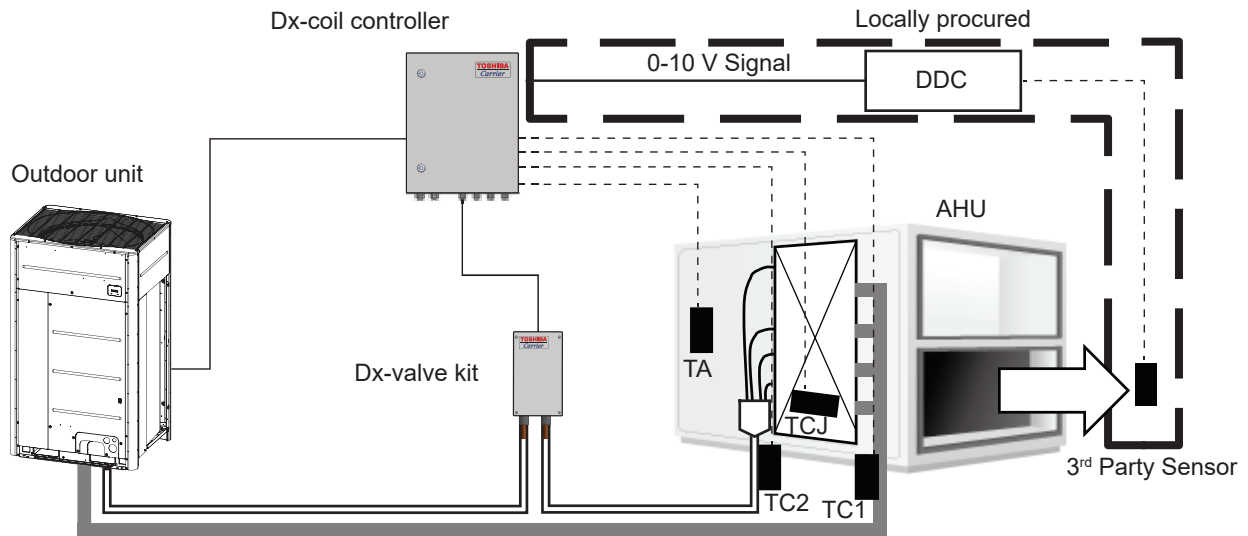 Dx-coil controller
Locally procured
TOSHIBA
Carrier
0-10 V Signal
DDC
Outdoor unit
AHU
TOSHIBA
Carrier
Dx-valve kit
TA
TCJ
3rd Party Sensor
TC2
TC1